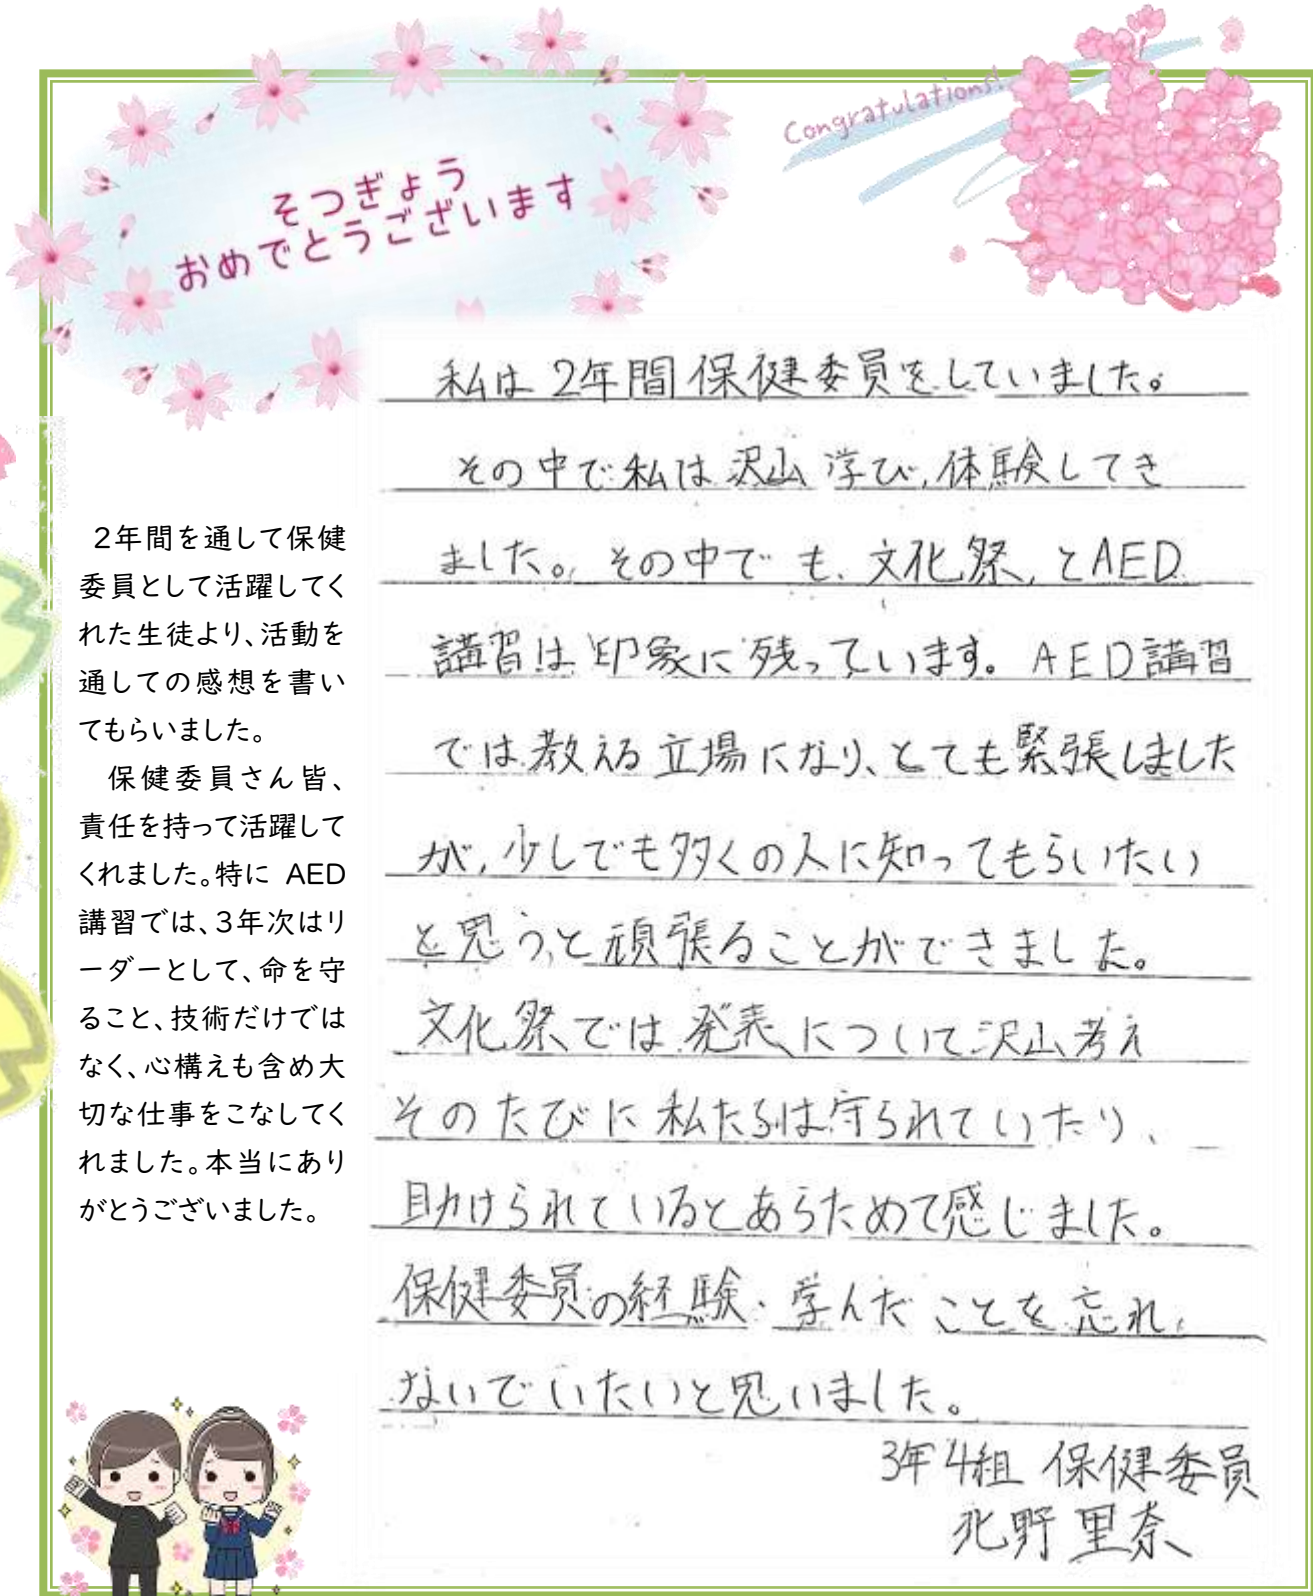 そつぎょう
おめでとうございます
Congratulations!
2年間を通して保健
委員として活躍してく
れた生徒より、活動を
通しての感想を書い
てもらいました。
保健委員さん皆、
責任を持って活躍して
くれました。特に AED
講習では、3年次はリ
ーダーとして、命を守
ること、技術だけでは
なく、心構えも含め大
切な仕事をこなしてく
れました。本当にあり
がとうございました。
私は2年間保健委員をしていました。
その中で私は沢山学び、体験してき
ました。その中でも、文化祭、とAED
講習は印象に残っています。AED講習
では教える立場になり、とても緊張しました
が、少しでも多くの人に知ってもらいたい
と思うと頑張ることができました。
文化祭では発表について沢山考え
そのたびに私たちは守られていたり、
助けられているとあらためて感じました。
保健委員の経験・学んだことを忘れ
ないでいたいと思いました。
3年4組 保健委員
北野里奈